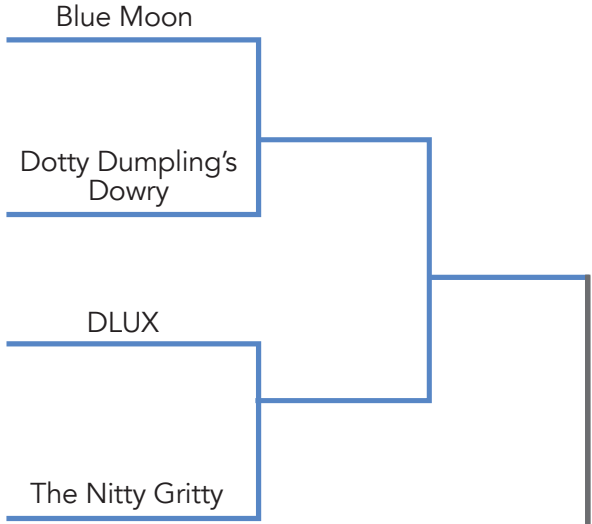 Blue Moon
Dotty Dumpling's
Dowry
DLUX
The Nitty Gritty